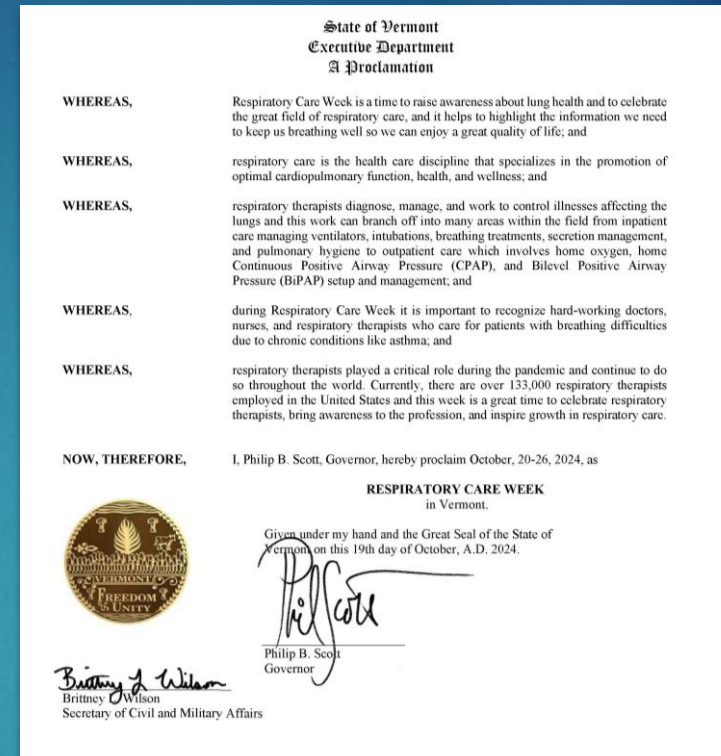 State of Vermont
Executive Department
A Proclamation
WHEREAS, Respiratory Care Week is a time to raise awareness about lung health and to celebrate
the great field of respiratory care, and it helps to highlight the information we need
to keep us breathing well so we can enjoy a great quality of life; and
WHEREAS, respiratory care is the health care discipline that specializes in the promotion of
optimal cardiopulmonary function, health, and wellness; and
WHEREAS, respiratory therapists diagnose, manage, and work to control illnesses affecting the
lungs and this work can branch off into many areas within the field from inpatient
care managing ventilators, intubations, breathing treatments, secretion management,
and pulmonary hygiene to outpatient care which involves home oxygen, home
Continuous Positive Airway Pressure (CPAP), and Bilevel Positive Airway
Pressure (BiPAP) setup and management; and
WHEREAS, during Respiratory Care Week it is important to recognize hard-working doctors,
nurses, and respiratory therapists who care for patients with breathing difficulties
due to chronic conditions like asthma; and
WHEREAS, respiratory therapists played a critical role during the pandemic and continue to do
so throughout the world. Currently, there are over 133,000 respiratory therapists
employed in the United States and this week is a great time to celebrate respiratory
therapists, bring awareness to the profession, and inspire growth in respiratory care.
NOW, THEREFORE, I, Philip B. Scott, Governor, hereby proclaim October, 20-26, 2024, as
RESPIRATORY CARE WEEK
in Vermont.
Given under my hand and the Great Seal of the State of
Vermont on this 19th day of October, A.D. 2024.
VERMONT
FREEDOM
& UNITY
Phil Scott
Philip B. Scott
Governor
Brittney L Wilson
Brittney L Wilson
Secretary of Civil and Military Affairs